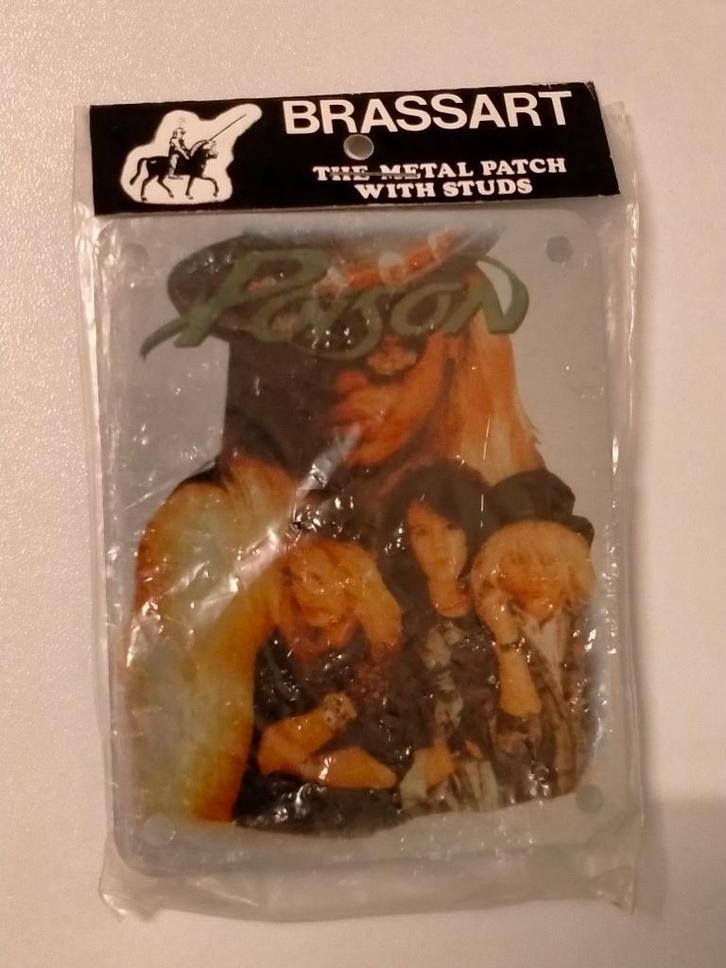 BRASSART
THE METAL PATCH
WITH STUDS
Poison